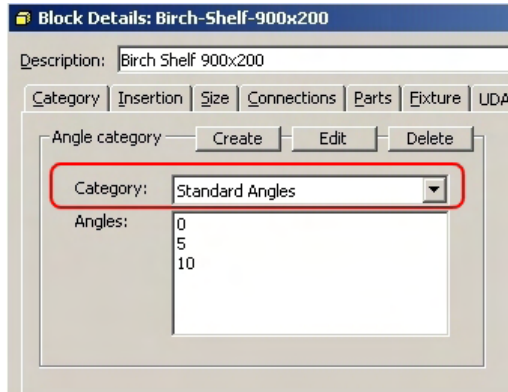 Block Details: Birch-Shelf-900x200
Description: Birch Shelf 900x200
Category Insertion Size Connections Parts Fixture UDA
Angle category Create Edit Delete
Category: Standard Angles
Angles: 0
5
10